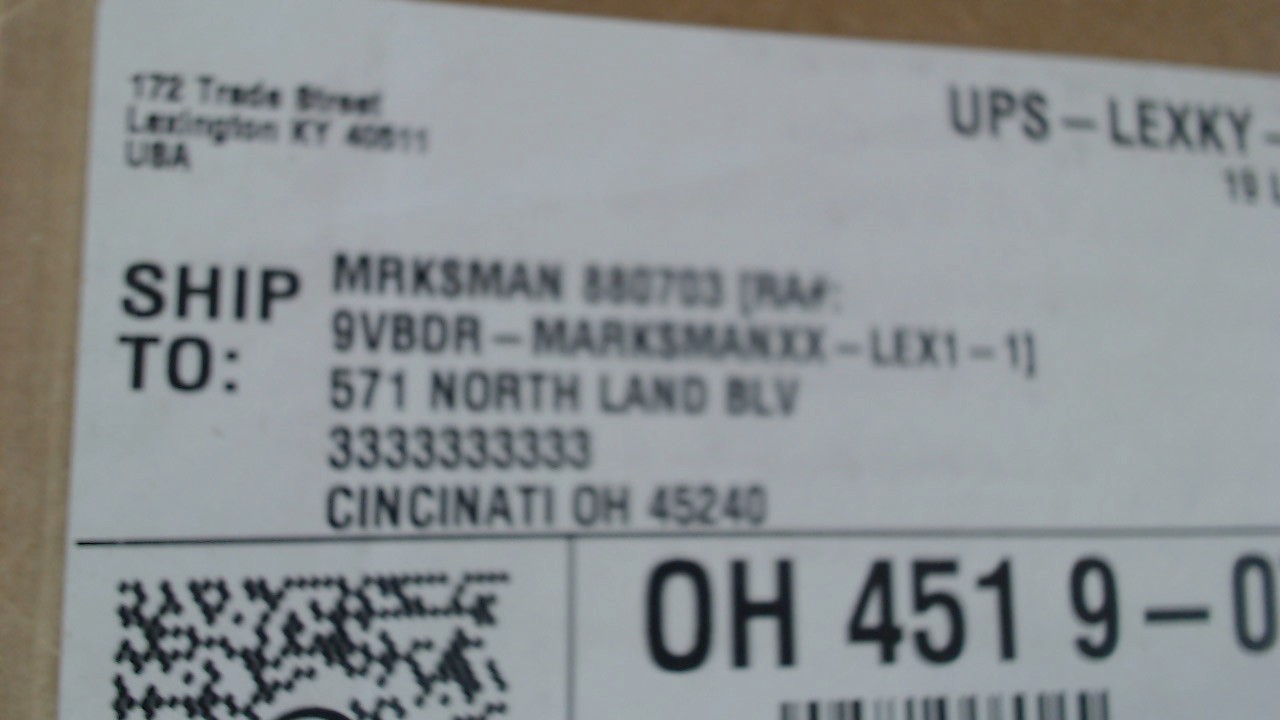 172 Trade Street
Lexington KY 40511
USA
UPS-LEXKY-
19 L
SHIP TO:
MRKSMAN 880703 [RA#:
9VBDR-MARKSMANXX-LEX1-1]
571 NORTH LAND BLV
3333333333
CINCINATI OH 45240
OH 451 9-0